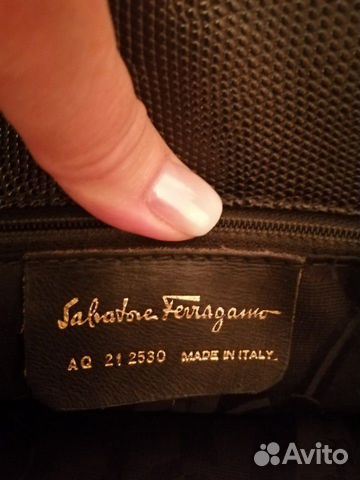 Salvatore Ferragamo
AQ 21 2530 MADE IN ITALY.
Avito